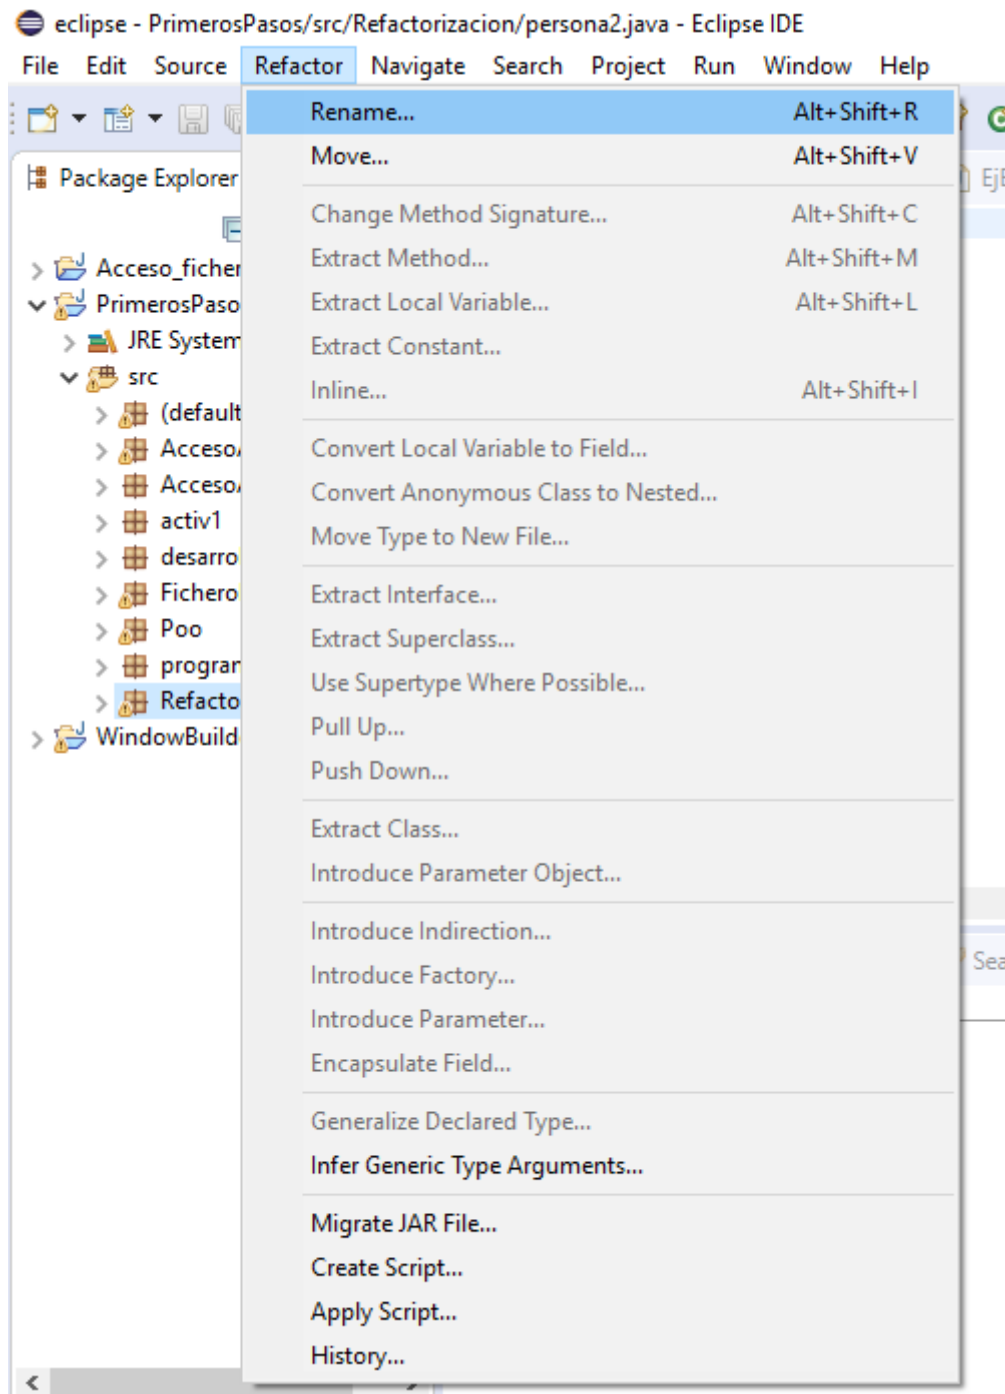 eclipse - PrimerosPasos/src/Refactorizacion/persona2.java - Eclipse IDE
File Edit Source Refactor Navigate Search Project Run Window Help
Rename... Alt+Shift+R
Move... Alt+Shift+V
Change Method Signature... Alt+Shift+C
Extract Method... Alt+Shift+M
Extract Local Variable... Alt+Shift+L
Extract Constant...
Inline... Alt+Shift+I
Convert Local Variable to Field...
Convert Anonymous Class to Nested...
Move Type to New File...
Extract Interface...
Extract Superclass...
Use Supertype Where Possible...
Pull Up...
Push Down...
Extract Class...
Introduce Parameter Object...
Introduce Indirection...
Introduce Factory...
Introduce Parameter...
Encapsulate Field...
Generalize Declared Type...
Infer Generic Type Arguments...
Migrate JAR File...
Create Script...
Apply Script...
History...
Package Explorer
Acceso_ficher
PrimerosPaso
JRE System
src
(default
Acceso
Acceso
activ1
desarro
Fichero
Poo
program
Refacto
WindowBuild
Sea